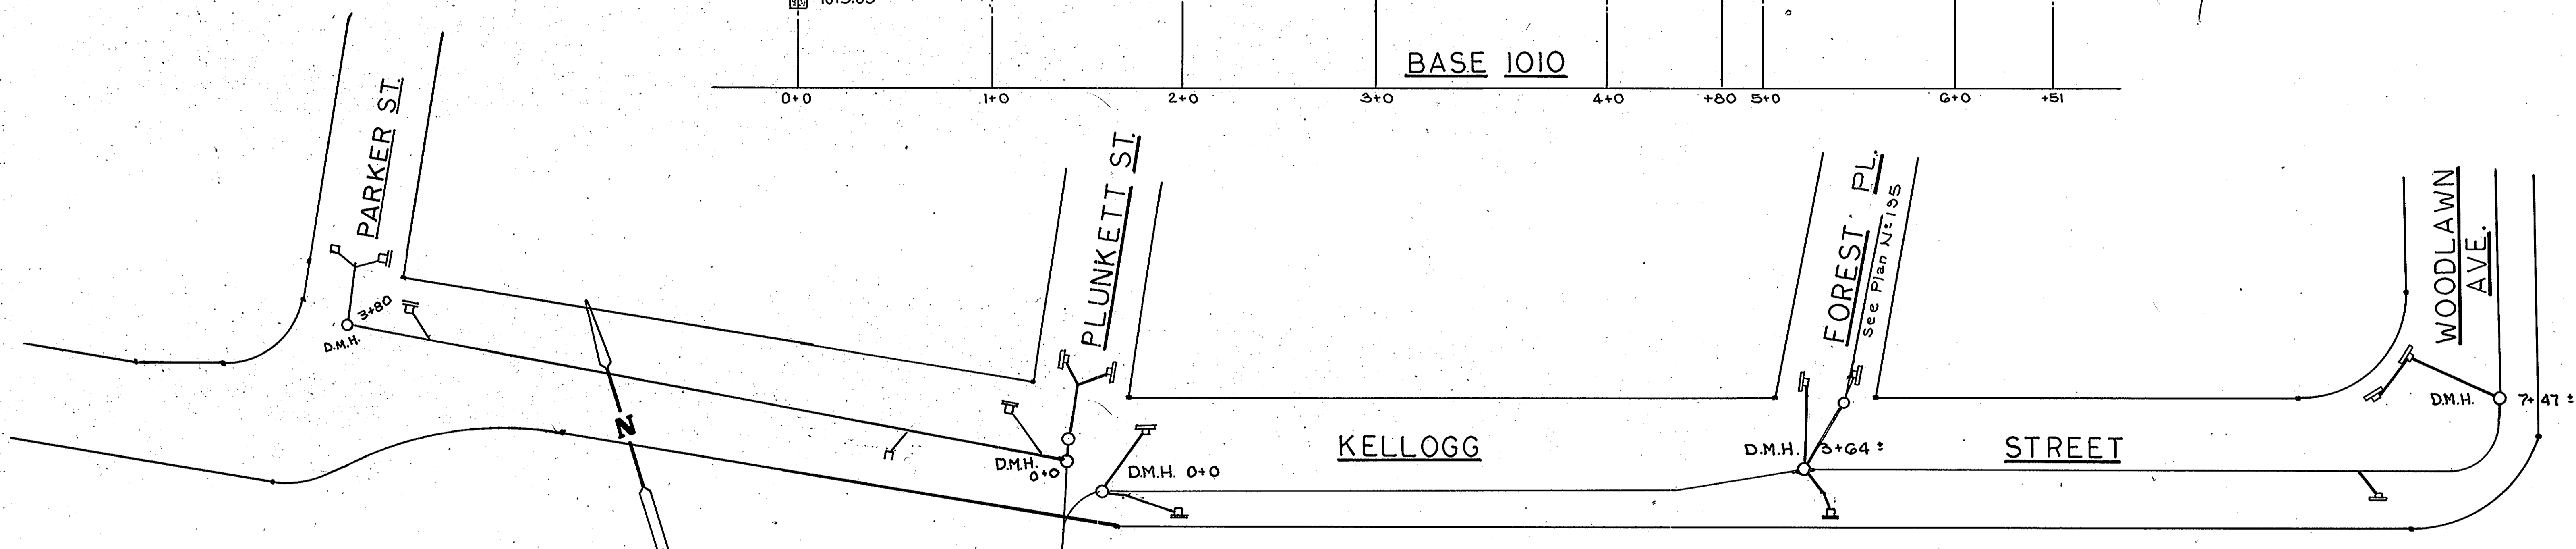 BASE 1010
0+0 1+0 2+0 3+0 4+0 +80 5+0 6+0 +51
PARKER ST.
3+80
D.M.H.
N
PLUNKETT ST.
D.M.H.
0+0
D.M.H. 0+0
KELLOGG STREET
FOREST PL.
See Plan Nº 195
D.M.H. 3+64 ±
WOODLAWN
AVE.
D.M.H. 7+47 ±